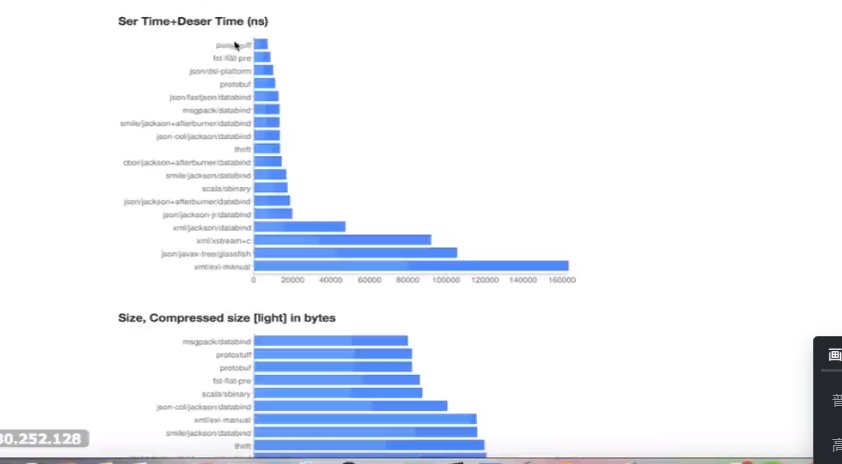 Ser Time+Deser Time (ns)
fst-flat-pre
json/dsl-platform
protobuf
json/fastjson/databind
msgpack/databind
smile/jackson+afterburner/databind
json-col/jackson/databind
thrift
cbor/jackson+afterburner/databind
smile/jackson/databind
scala/sbinary
json/jackson+afterburner/databind
json/jackson-jr/databind
xml/jackson/databind
xml/xstream+c
json/javax-tree/glassfish
xml/exi-manual
0 20000 40000 60000 80000 100000 120000 140000 160000
Size, Compressed size [light] in bytes
msgpack/databind
protostuff
protobuf
fst-flat-pre
scala/sbinary
json-col/jackson/databind
xml/exi-manual
smile/jackson/databind
thrift
30.252.128
画
普
高